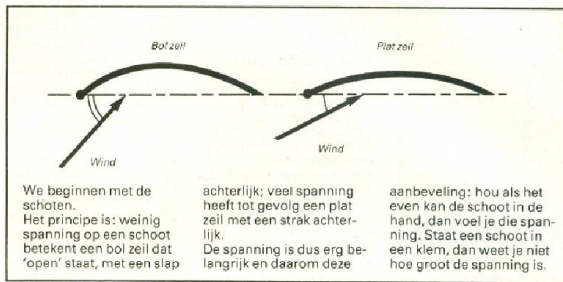 Bol zeil
Plat zeil
Wind
Wind
We beginnen met de
schoten.
Het principe is: weinig
spanning op een schoot
betekent een bol zeil dat
'open' staat, met een slap
achterlijk; veel spanning
heeft tot gevolg een plat
zeil met een strak achter-
lijk.
De spanning is dus erg be-
langrijk en daarom deze
aanbeveling: hou als het
even kan de schoot in de
hand, dan voel je die span-
ning. Staat een schoot in
een klem, dan weet je niet
hoe groot de spanning is.